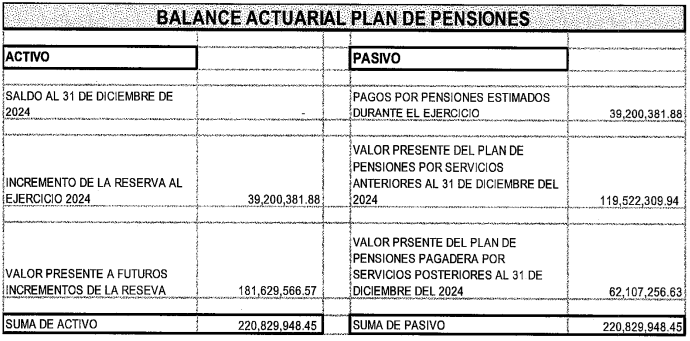 BALANCE ACTUARIAL PLAN DE PENSIONES
ACTIVO
PASIVO
SALDO AL 31 DE DICIEMBRE DE
2024
-
PAGOS POR PENSIONES ESTIMADOS
DURANTE EL EJERCICIO
39,200,381.88
INCREMENTO DE LA RESERVA AL
EJERCICIO 2024
39,200,381.88
VALOR PRESENTE DEL PLAN DE
PENSIONES POR SERVICIOS
ANTERIORES AL 31 DE DICIEMBRE DEL
2024
119,522,309.94
VALOR PRESENTE A FUTUROS
INCREMENTOS DE LA RESEVA
181,629,566.57
VALOR PRSENTE DEL PLAN DE
PENSIONES PAGADERA POR
SERVICIOS POSTERIORES AL 31 DE
DICIEMBRE DEL 2024
62,107,256.63
SUMA DE ACTIVO
220,829,948.45
SUMA DE PASIVO
220,829,948.45